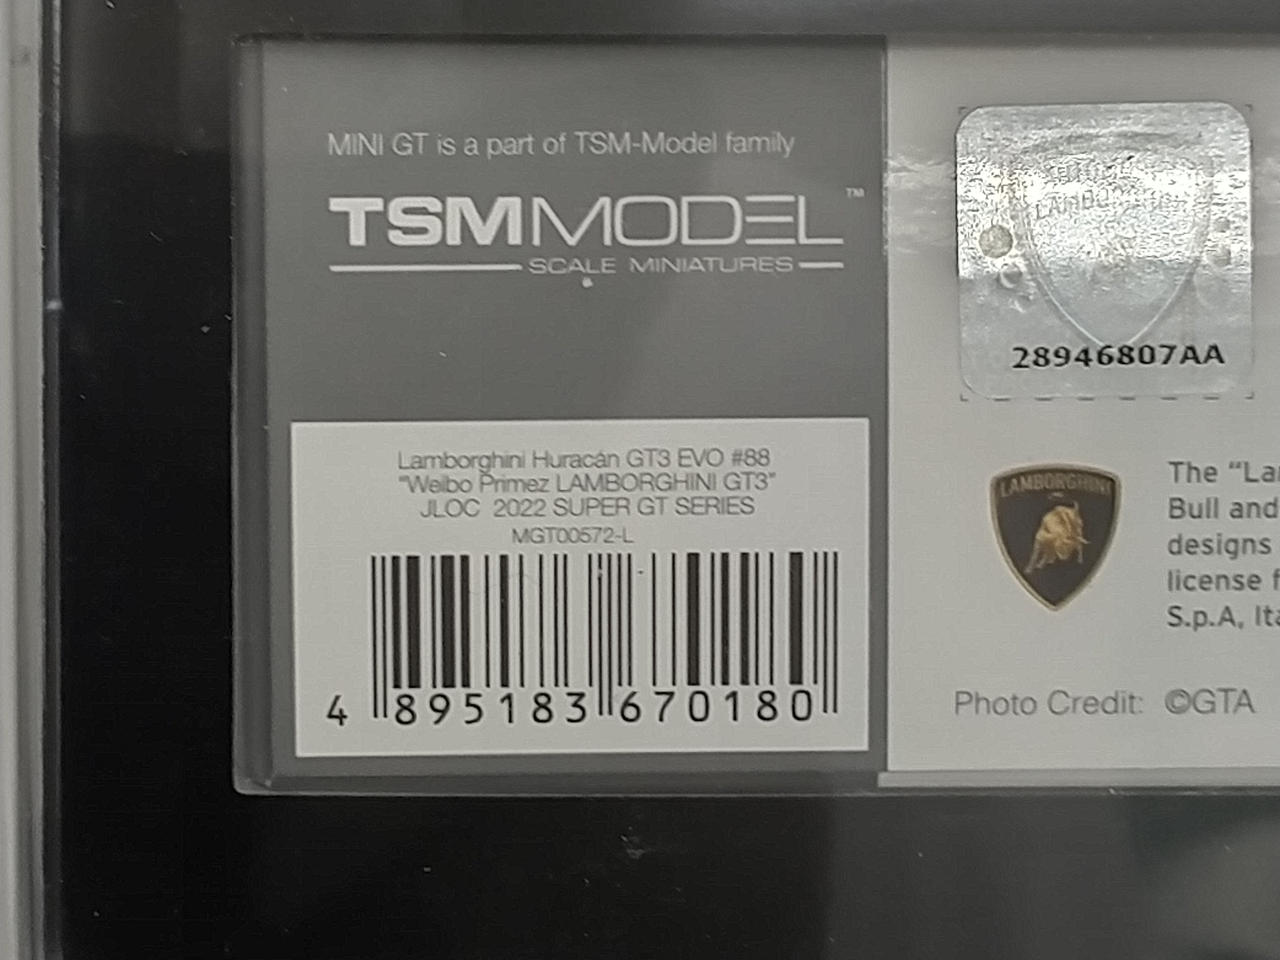 MINI GT is a part of TSM-Model family
TSMMODEL™
SCALE MINIATURES
Lamborghini Huracán GT3 EVO #88
"Weibo Primez LAMBORGHINI GT3"
JLOC 2022 SUPER GT SERIES
MGT00572-L
4 895183 670180
28946807AA
LAMBORGHINI
The “La
Bull and
designs
license f
S.p.A, Ita
Photo Credit: ©GTA